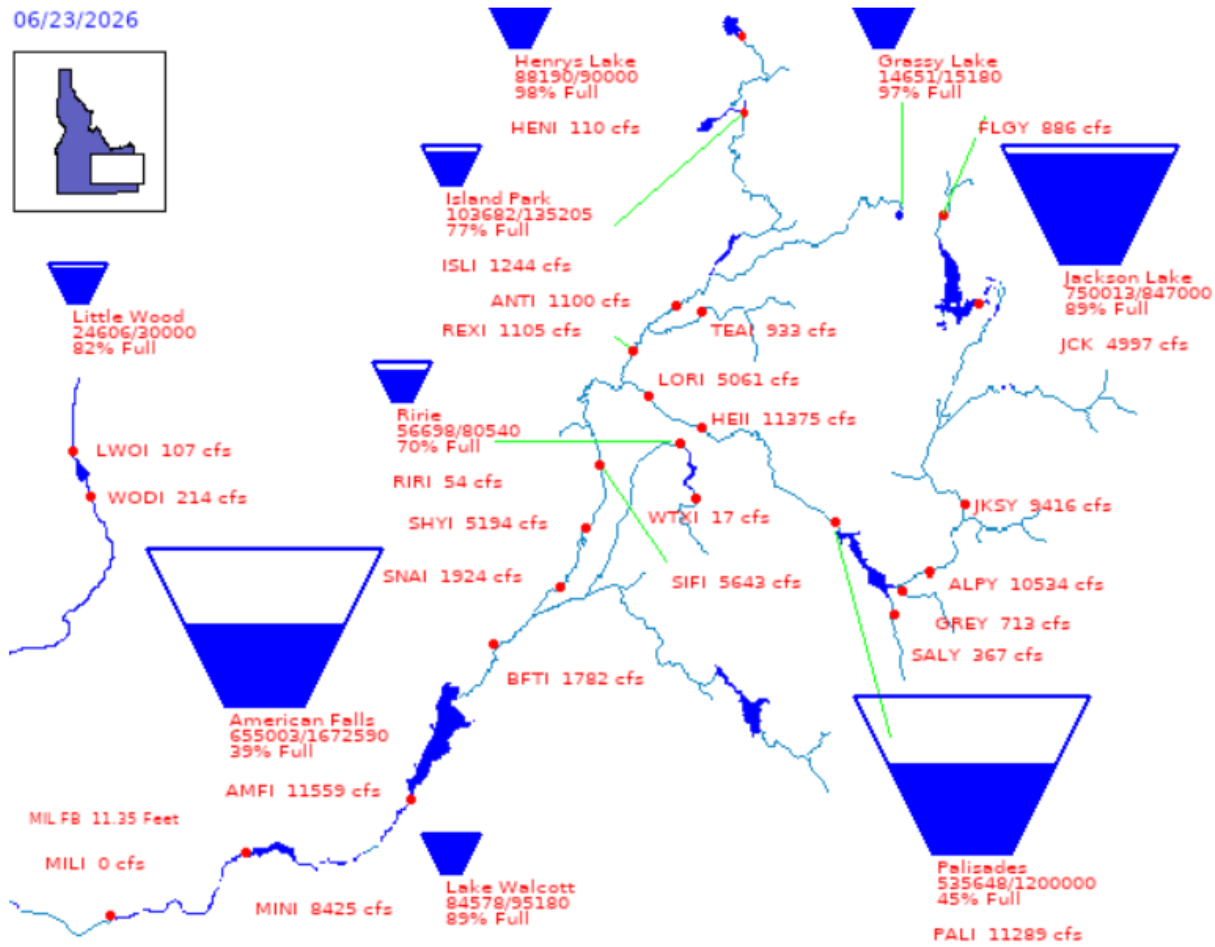 06/23/2026
Henrys Lake
88190/90000
98% Full
HENI 110 cfs
Grassy Lake
14651/15180
97% Full
FLGY 886 cfs
Island Park
103682/135205
77% Full
ISLI 1244 cfs
Jackson Lake
750013/847000
89% Full
JCK 4997 cfs
ANTI 1100 cfs
REXI 1105 cfs
TEAI 933 cfs
Little Wood
24606/30000
82% Full
LORI 5061 cfs
HEII 11375 cfs
Ririe
56698/80540
70% Full
RIRI 54 cfs
LWOI 107 cfs
WODI 214 cfs
SHYI 5194 cfs
WTXI 17 cfs
JKSY 9416 cfs
SNAI 1924 cfs
SIFI 5643 cfs
ALPY 10534 cfs
GREY 713 cfs
SALY 367 cfs
BFTI 1782 cfs
American Falls
655003/1672590
39% Full
AMFI 11559 cfs
MIL FB 11.35 Feet
MILI 0 cfs
MINI 8425 cfs
Lake Walcott
84578/95180
89% Full
Palisades
535648/1200000
45% Full
PALI 11289 cfs